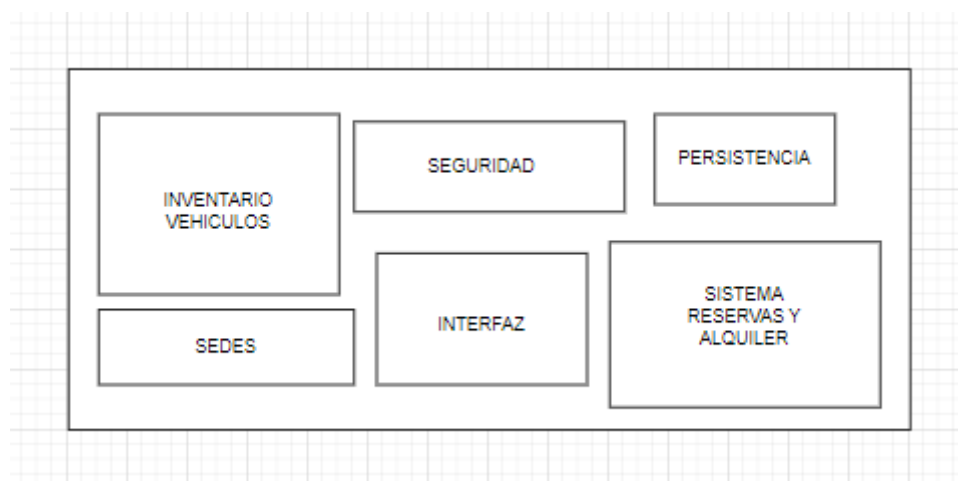 INVENTARIO
VEHICULOS
SEGURIDAD
PERSISTENCIA
SEDES
INTERFAZ
SISTEMA
RESERVAS Y
ALQUILER